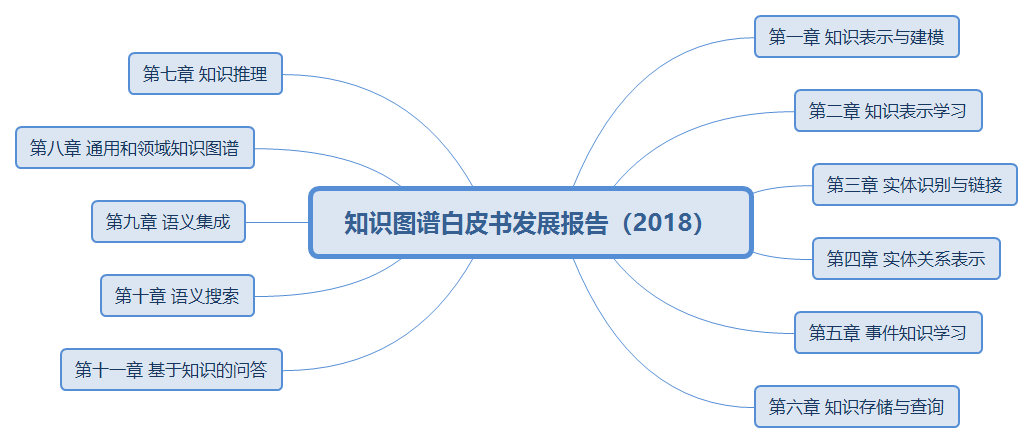 知识图谱白皮书发展报告（2018）
第一章 知识表示与建模
第二章 知识表示学习
第三章 实体识别与链接
第四章 实体关系表示
第五章 事件知识学习
第六章 知识存储与查询
第七章 知识推理
第八章 通用和领域知识图谱
第九章 语义集成
第十章 语义搜索
第十一章 基于知识的问答